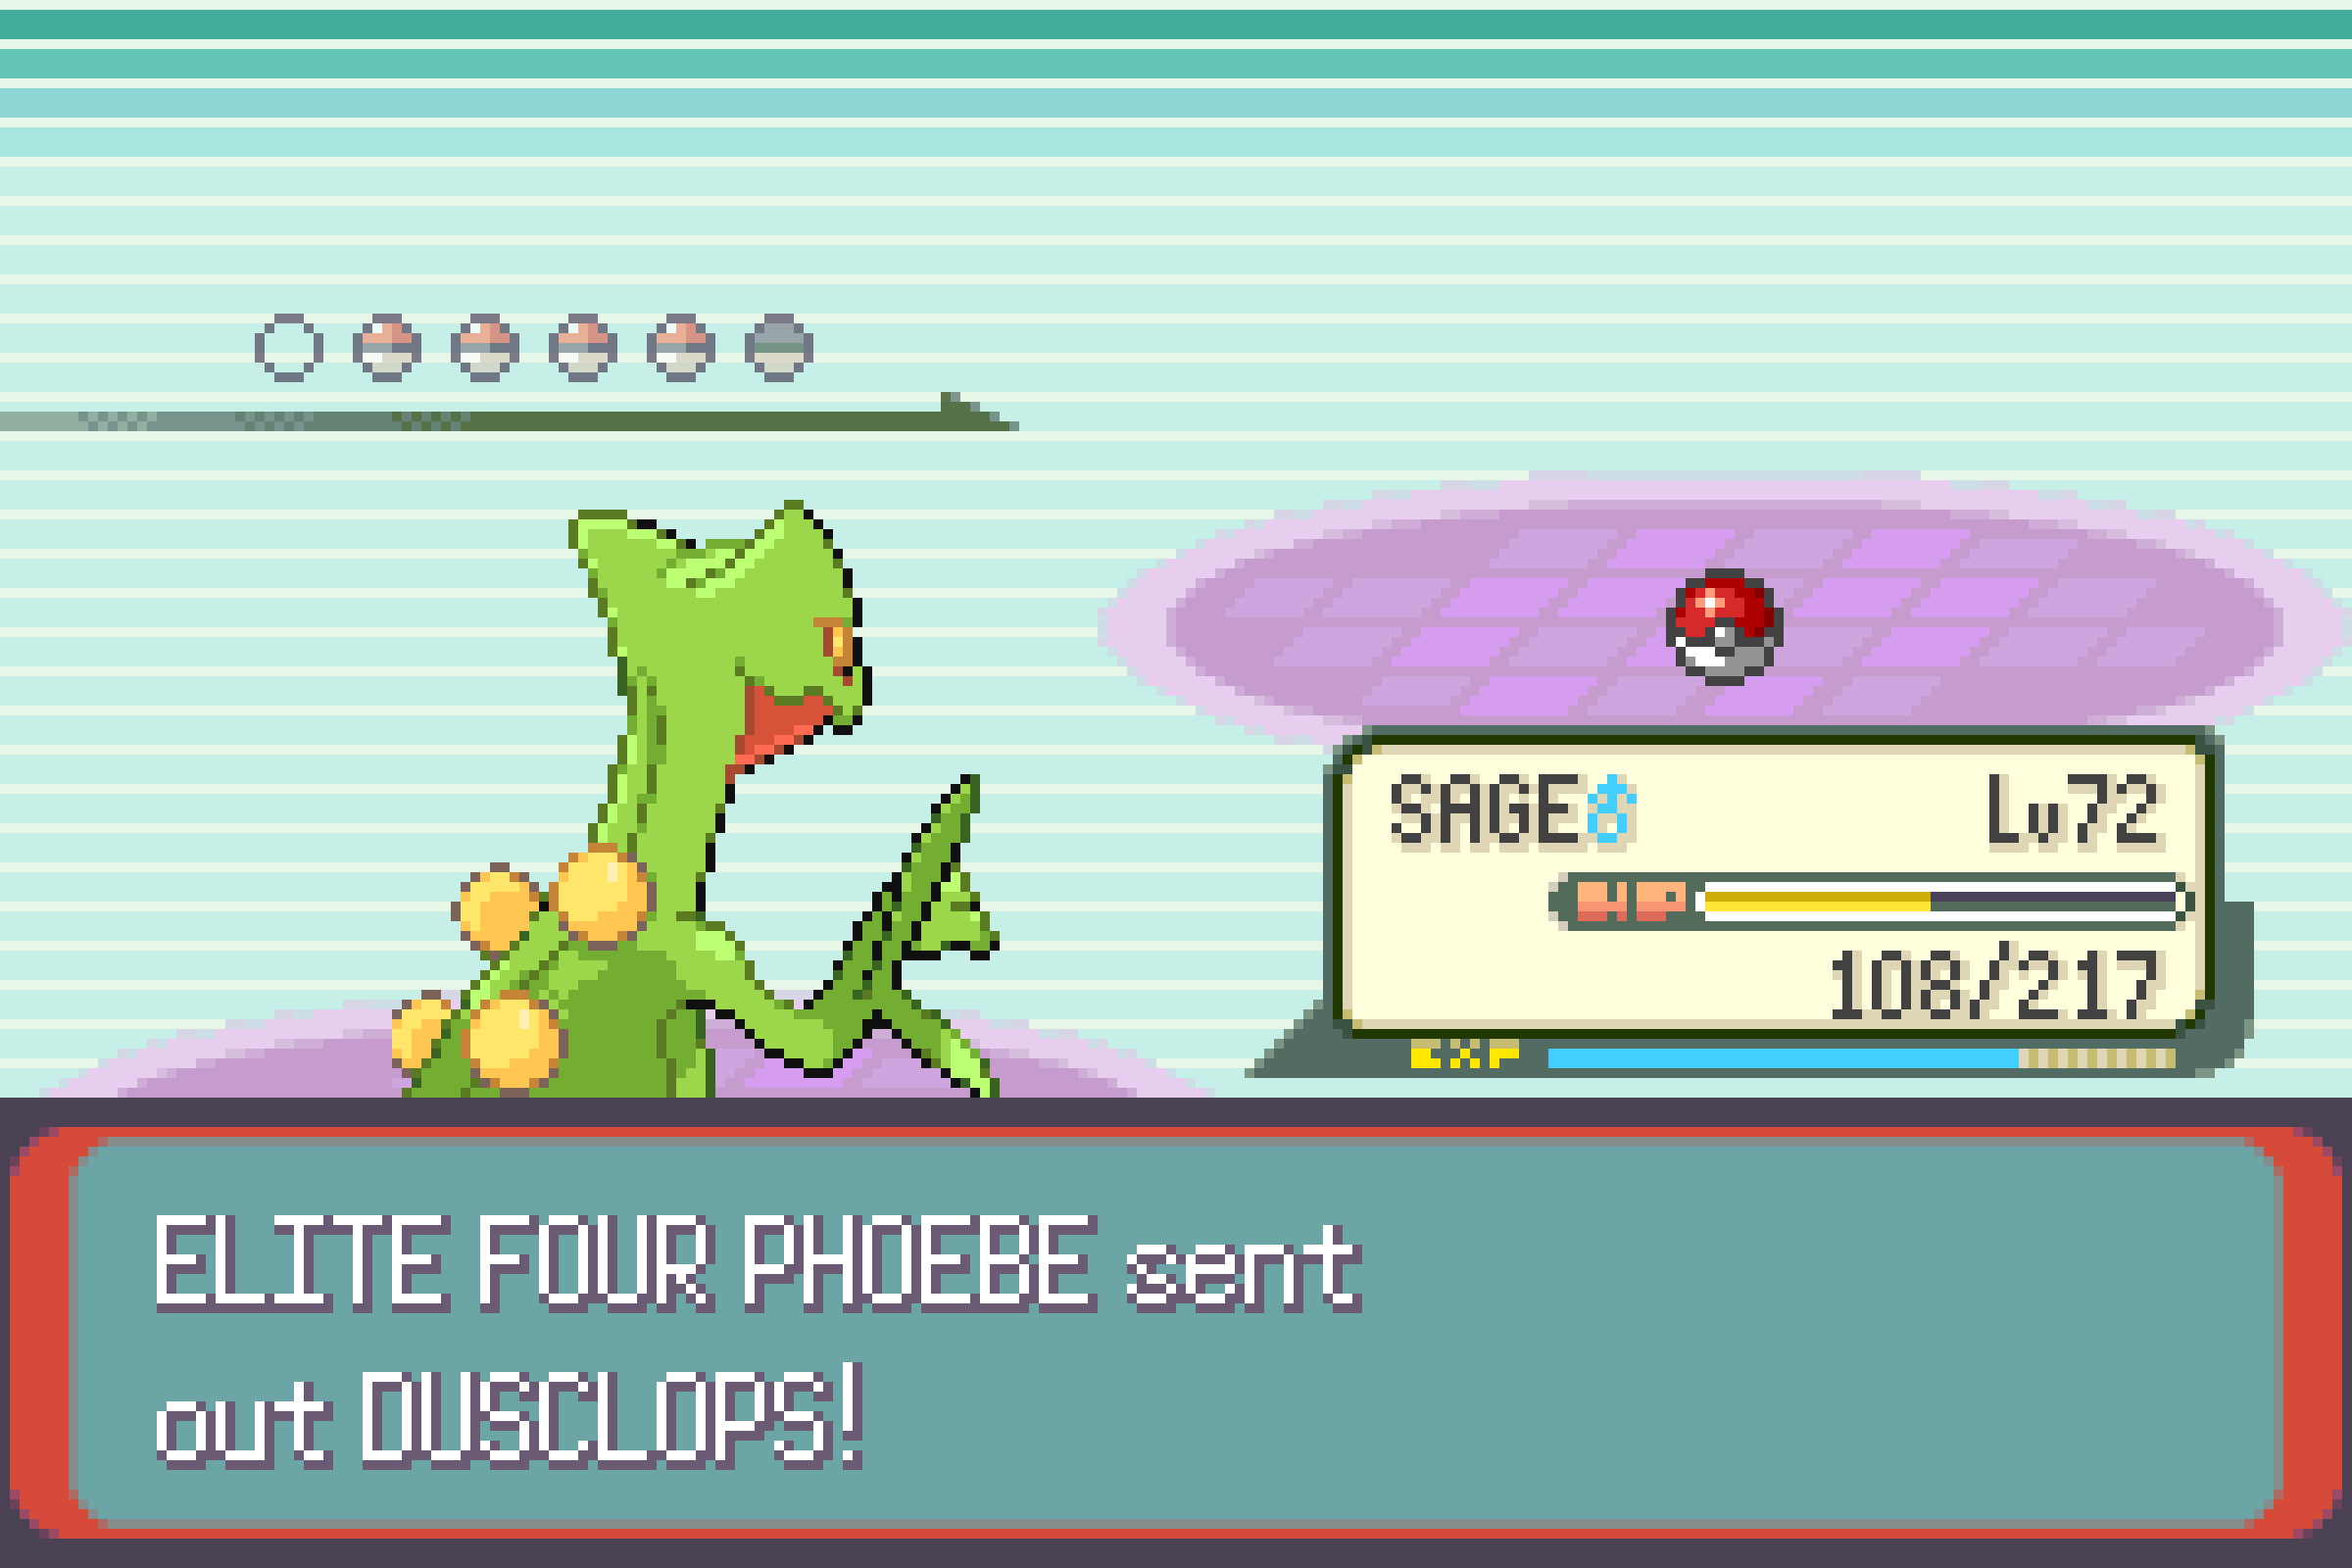 SAGE♂ Lv72
HP
108/217
EXP
ELITE FOUR PHOEBE sent
out DUSCLOPS!